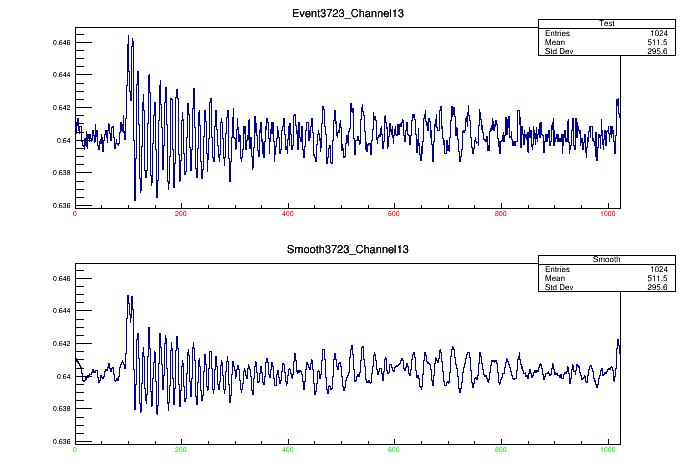 Event3723_Channel13
Test
Entries 1024
Mean 511.5
Std Dev 295.6
0.646
0.644
0.642
0.64
0.638
0.636
0 200 400 600 800 1000
Smooth3723_Channel13
Smooth
Entries 1024
Mean 511.5
Std Dev 295.6
0.646
0.644
0.642
0.64
0.638
0.636
0 200 400 600 800 1000